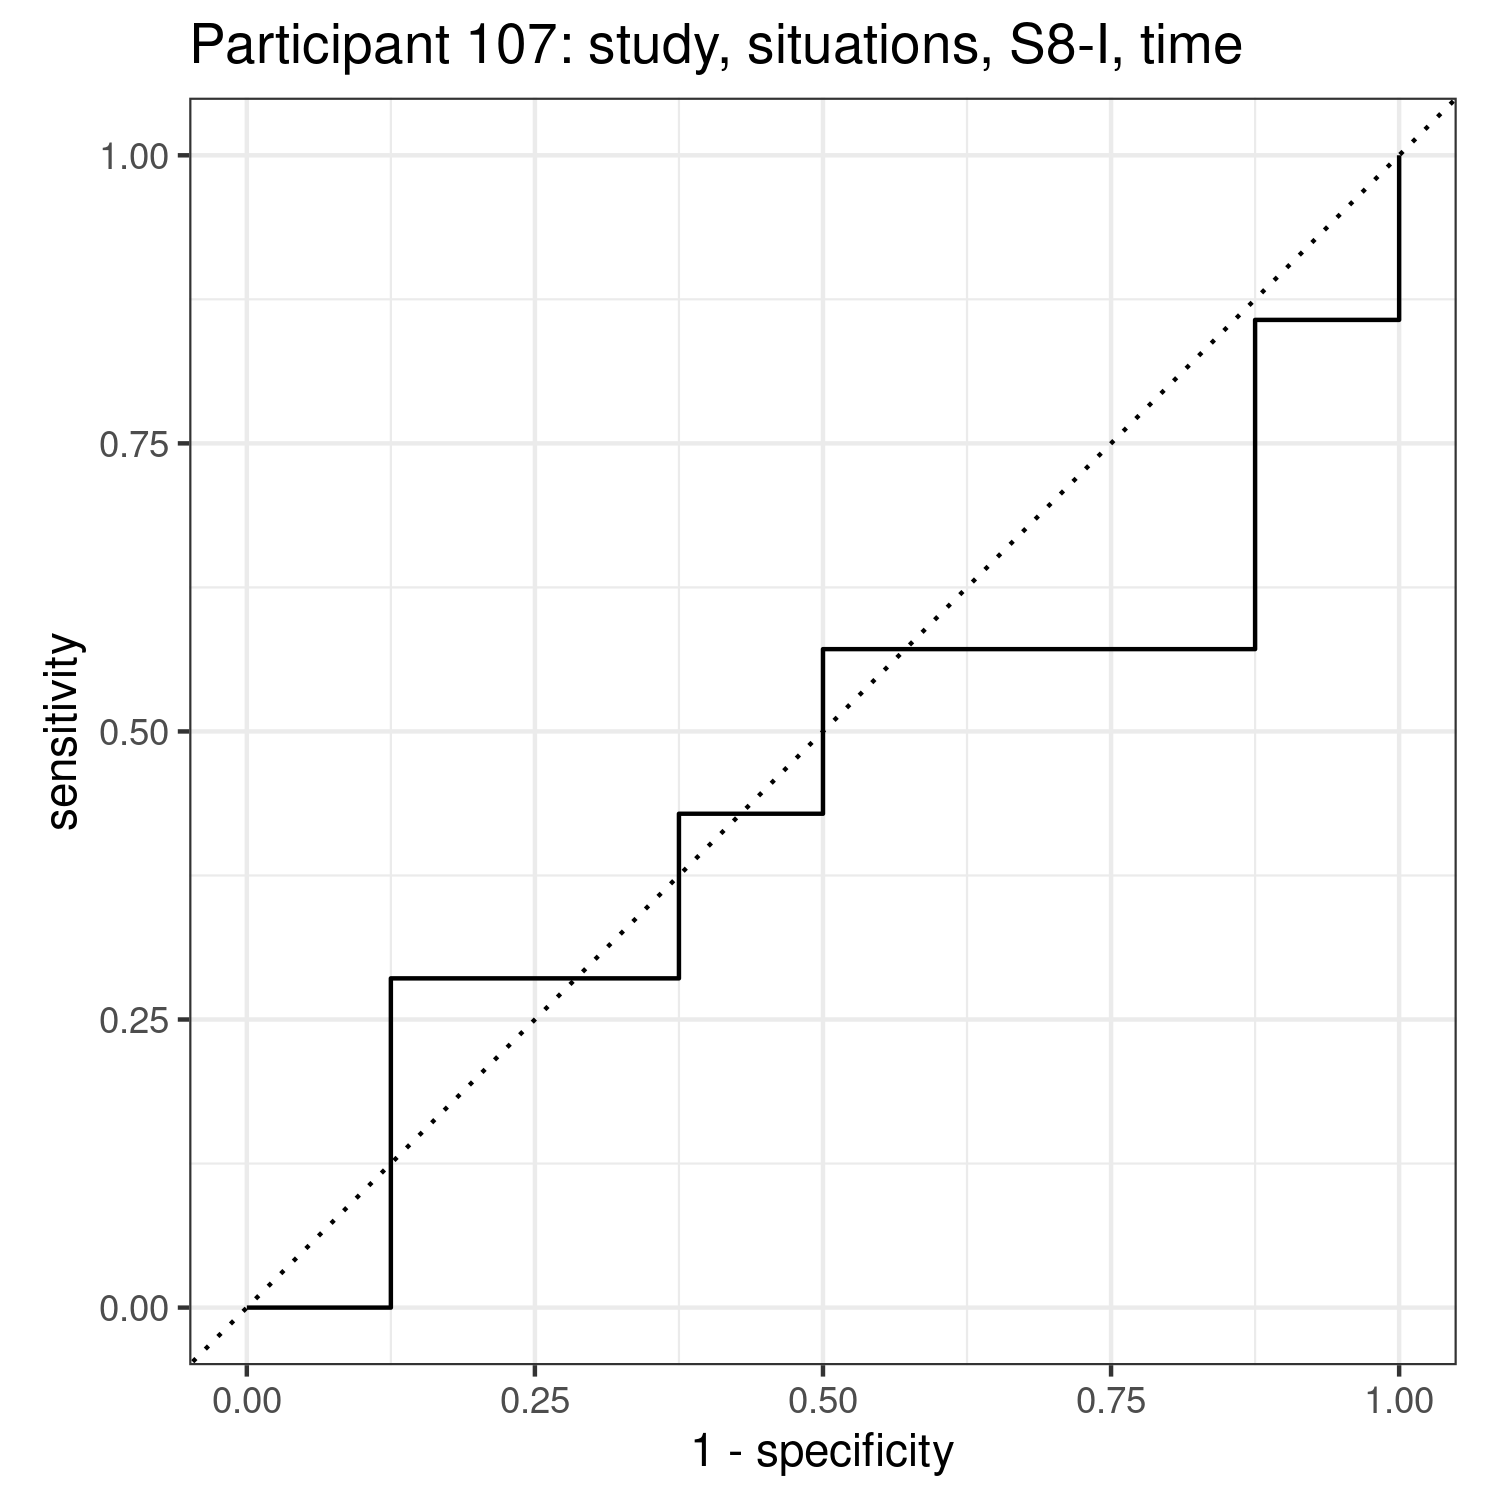 Participant 107: study, situations, S8-I, time
1.00
0.75
0.50
0.25
0.00
sensitivity
0.00 0.25 0.50 0.75 1.00
1 - specificity